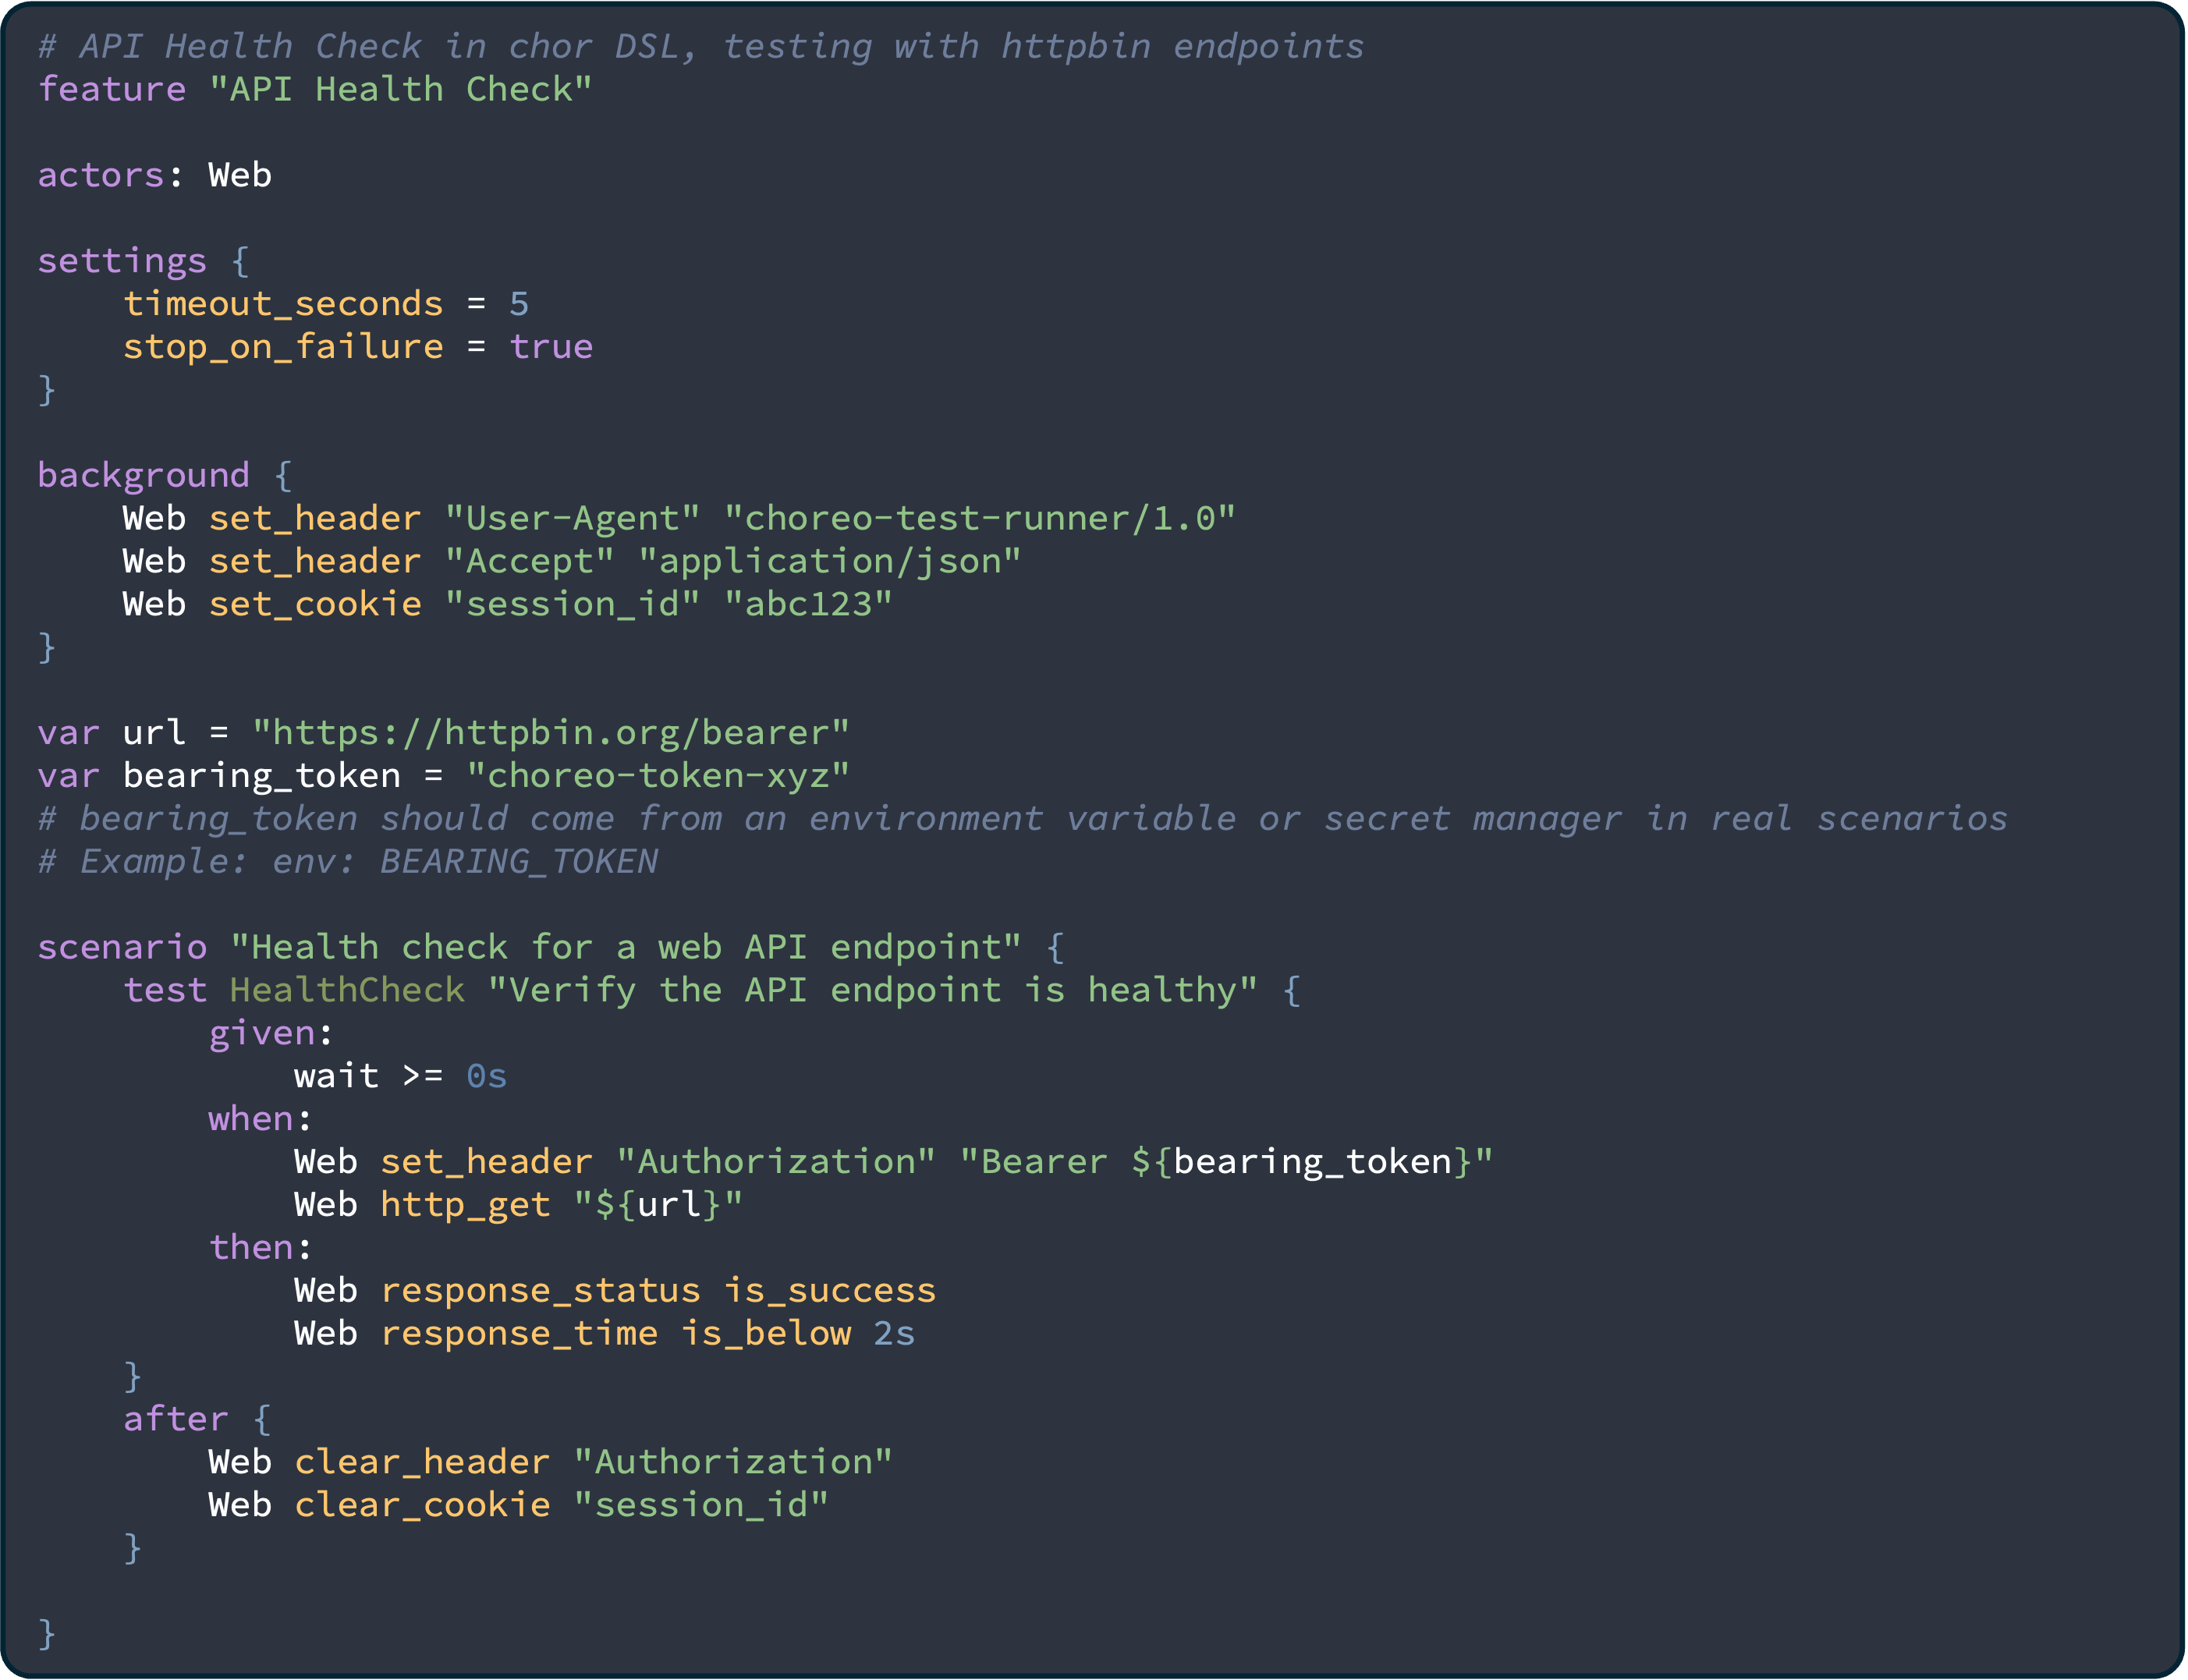 # API Health Check in chor DSL, testing with httpbin endpoints
feature "API Health Check"

actors: Web

settings {
    timeout_seconds = 5
    stop_on_failure = true
}

background {
    Web set_header "User-Agent" "choreo-test-runner/1.0"
    Web set_header "Accept" "application/json"
    Web set_cookie "session_id" "abc123"
}

var url = "https://httpbin.org/bearer"
var bearing_token = "choreo-token-xyz"
# bearing_token should come from an environment variable or secret manager in real scenarios
# Example: env: BEARING_TOKEN

scenario "Health check for a web API endpoint" {
    test HealthCheck "Verify the API endpoint is healthy" {
        given:
            wait >= 0s
        when:
            Web set_header "Authorization" "Bearer ${bearing_token}"
            Web http_get "${url}"
        then:
            Web response_status is_success
            Web response_time is_below 2s
    }
    after {
        Web clear_header "Authorization"
        Web clear_cookie "session_id"
    }

}